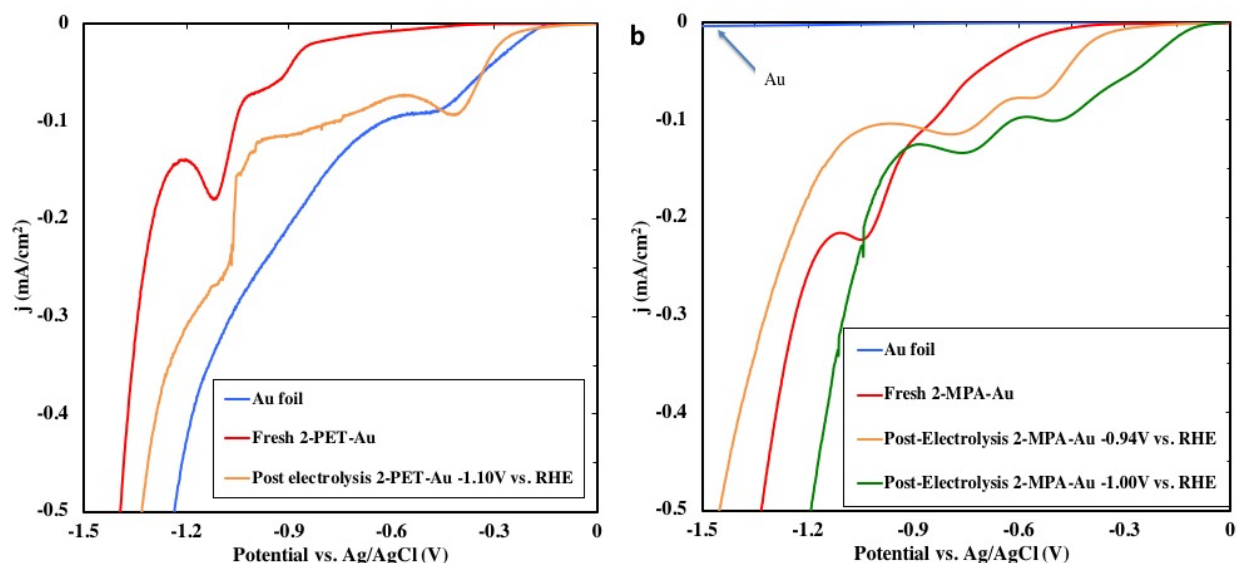 0
-0.1
-0.2
-0.3
-0.4
-0.5
j (mA/cm²)
-1.5
-1.2
-0.9
-0.6
-0.3
0
Potential vs. Ag/AgCl (V)
Au foil
Fresh 2-PET-Au
Post electrolysis 2-PET-Au -1.10V vs. RHE
b
0
-0.1
-0.2
-0.3
-0.4
-0.5
j (mA/cm²)
-1.5
-1.2
-0.9
-0.6
-0.3
0
Potential vs. Ag/AgCl (V)
Au
Au foil
Fresh 2-MPA-Au
Post-Electrolysis 2-MPA-Au -0.94V vs. RHE
Post-Electrolysis 2-MPA-Au -1.00V vs. RHE